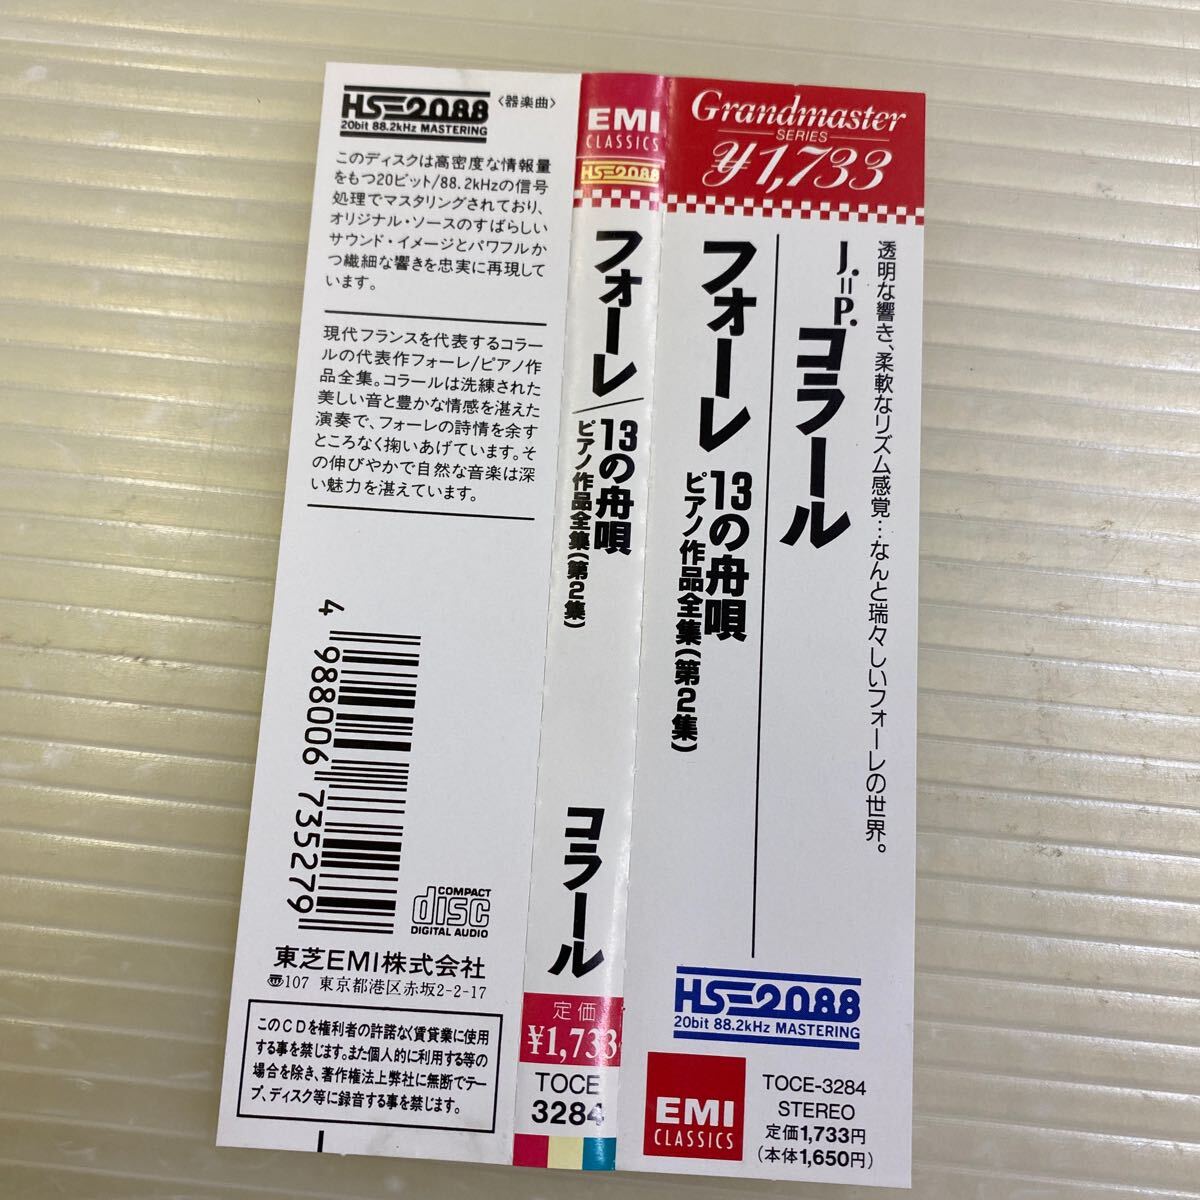 HS-2088
20bit 88.2kHz MASTERING
〈器楽曲〉
このディスクは高密度な情報量
をもつ20ビット/88.2kHzの信号
処理でマスタリングされており、
オリジナル・ソースのすばらしい
サウンド・イメージとパワフルか
つ繊細な響きを忠実に再現して
います。
現代フランスを代表するコラー
ルの代表作フォーレ/ピアノ作
品全集。コラールは洗練された
美しい音と豊かな情感を湛えた
演奏で、フォーレの詩情を余す
ところなく掬いあげています。そ
の伸びやかで自然な音楽は深
い魅力を湛えています。
4 988006 735279
COMPACT
disc
DIGITAL AUDIO
東芝EMI株式会社
〠107 東京都港区赤坂2-2-17
このCDを権利者の許諾なく賃貸業に使用
する事を禁じます。また個人的に利用する等の
場合を除き、著作権法上弊社に無断でテー
プ、ディスク等に録音する事を禁じます。
EMI
CLASSICS
HS-2088
フォーレ/13の舟唄
ピアノ作品全集(第2集)
コラール
定価
¥1,733
TOCE
3284
Grandmaster
SERIES
¥1,733
透明な響き、柔軟なリズム感覚…なんと瑞々しいフォーレの世界。
J.=P.コラール
フォーレ 13の舟唄
ピアノ作品全集(第2集)
HS-2088
20bit 88.2kHz MASTERING
EMI
CLASSICS
TOCE-3284
STEREO
定価1,733円
(本体1,650円)